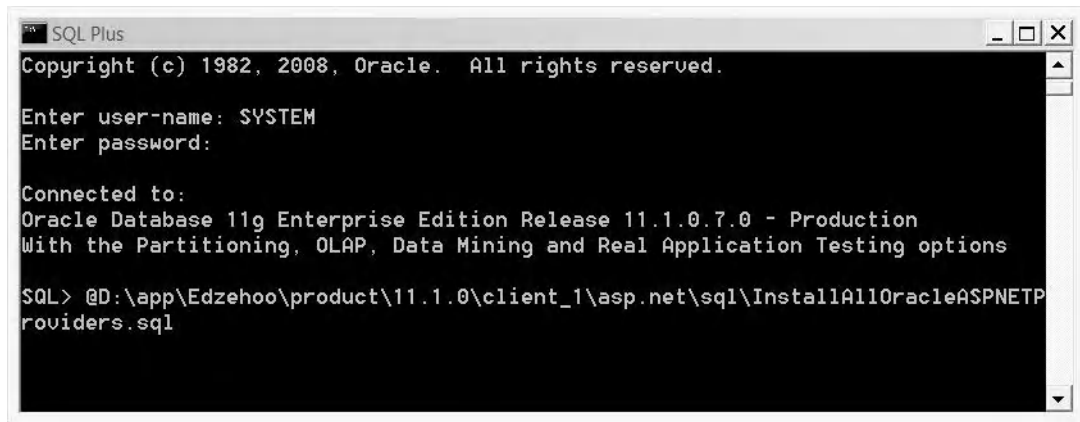 SQL Plus
Copyright (c) 1982, 2008, Oracle.  All rights reserved.
Enter user-name: SYSTEM
Enter password:
Connected to:
Oracle Database 11g Enterprise Edition Release 11.1.0.7.0 - Production
With the Partitioning, OLAP, Data Mining and Real Application Testing options
SQL> @D:\app\Edzehoo\product\11.1.0\client_1\asp.net\sql\InstallAllOracleASPNETP
roviders.sql